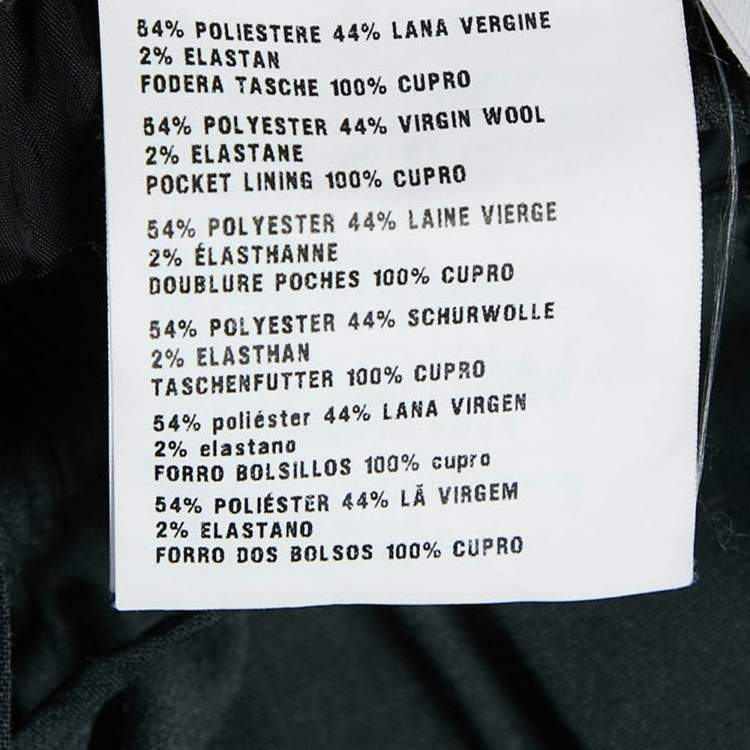 54% POLIESTERE 44% LANA VERGINE
2% ELASTAN
FODERA TASCHE 100% CUPRO
54% POLYESTER 44% VIRGIN WOOL
2% ELASTANE
POCKET LINING 100% CUPRO
54% POLYESTER 44% LAINE VIERGE
2% ÉLASTHANNE
DOUBLURE POCHES 100% CUPRO
54% POLYESTER 44% SCHURWOLLE
2% ELASTHAN
TASCHENFUTTER 100% CUPRO
54% poliéster 44% LANA VIRGEN
2% elastano
FORRO BOLSILLOS 100% cupro
54% POLIÉSTER 44% LÃ VIRGEM
2% ELASTANO
FORRO DOS BOLSOS 100% CUPRO